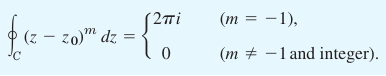 ∮_C (z − z₀)^m dz = { 2πi (m = −1),
0 (m ≠ −1 and integer).